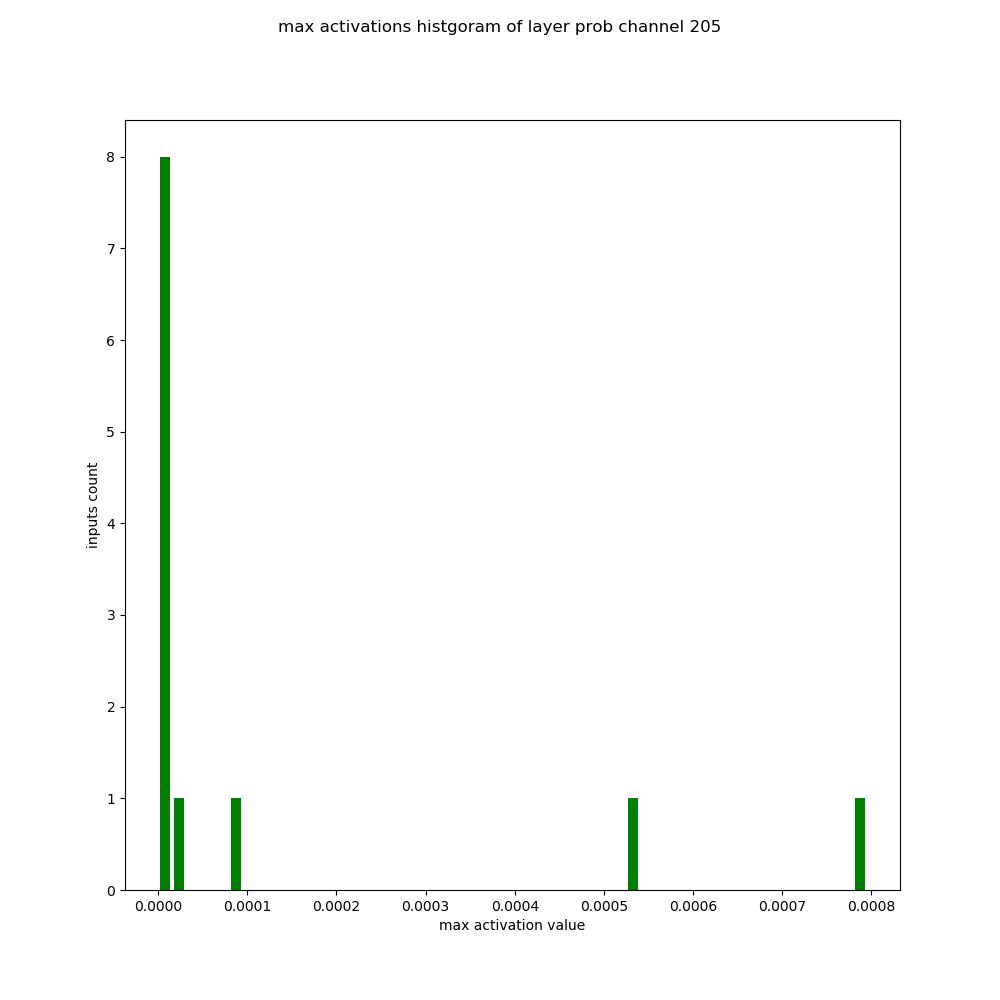 max activations histgoram of layer prob channel 205
8
7
6
5
4
3
2
1
0
inputs count
0.0000 0.0001 0.0002 0.0003 0.0004 0.0005 0.0006 0.0007 0.0008
max activation value